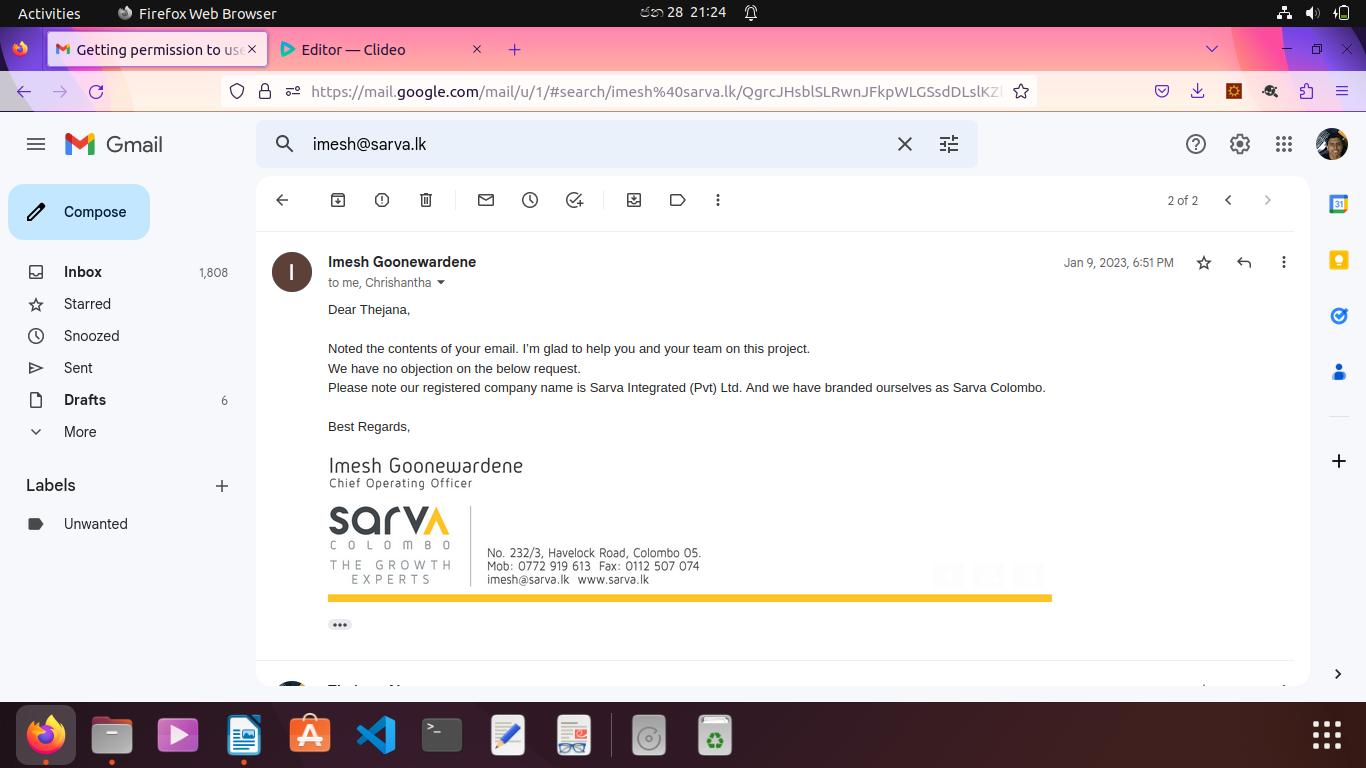 Activities
Firefox Web Browser
ජන 28 21:24
Getting permission to use
Editor — Clideo
https://mail.google.com/mail/u/1/#search/imesh%40sarva.lk/QgrcJHsblSLRwnJFkpWLGSsdDLslKZ
Gmail
imesh@sarva.lk
Compose
2 of 2
31
Inbox 1,808
Starred
Snoozed
Sent
Drafts 6
More
Labels
Unwanted
I
Imesh Goonewardene
Jan 9, 2023, 6:51 PM
to me, Chrishantha
Dear Thejana,
Noted the contents of your email. I'm glad to help you and your team on this project.
We have no objection on the below request.
Please note our registered company name is Sarva Integrated (Pvt) Ltd. And we have branded ourselves as Sarva Colombo.
Best Regards,
Imesh Goonewardene
Chief Operating Officer
sarva
COLOMBO
THE GROWTH
EXPERTS
No. 232/3, Havelock Road, Colombo 05.
Mob: 0772 919 613 Fax: 0112 507 074
imesh@sarva.lk www.sarva.lk